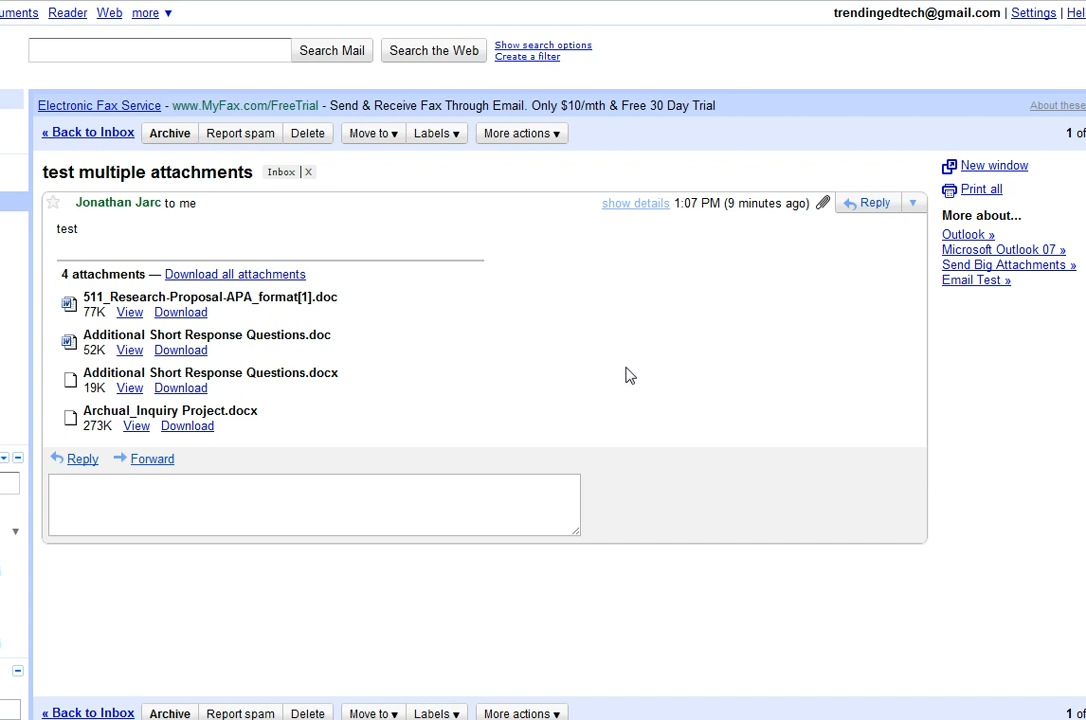 uments Reader Web more ▼ trendingedtech@gmail.com | Settings | Hel
Search Mail Search the Web Show search options
Create a filter
Electronic Fax Service - www.MyFax.com/FreeTrial - Send & Receive Fax Through Email. Only $10/mth & Free 30 Day Trial About these
« Back to Inbox Archive Report spam Delete Move to ▾ Labels ▾ More actions ▾ 1 of
test multiple attachments Inbox | X
New window
Print all
Jonathan Jarc to me show details 1:07 PM (9 minutes ago) Reply ▼
More about...
Outlook »
Microsoft Outlook 07 »
Send Big Attachments »
Email Test »
test
4 attachments — Download all attachments
511_Research-Proposal-APA_format[1].doc
77K View Download
Additional Short Response Questions.doc
52K View Download
Additional Short Response Questions.docx
19K View Download
Archual_Inquiry Project.docx
273K View Download
Reply Forward
« Back to Inbox Archive Report spam Delete Move to ▾ Labels ▾ More actions ▾ 1 of